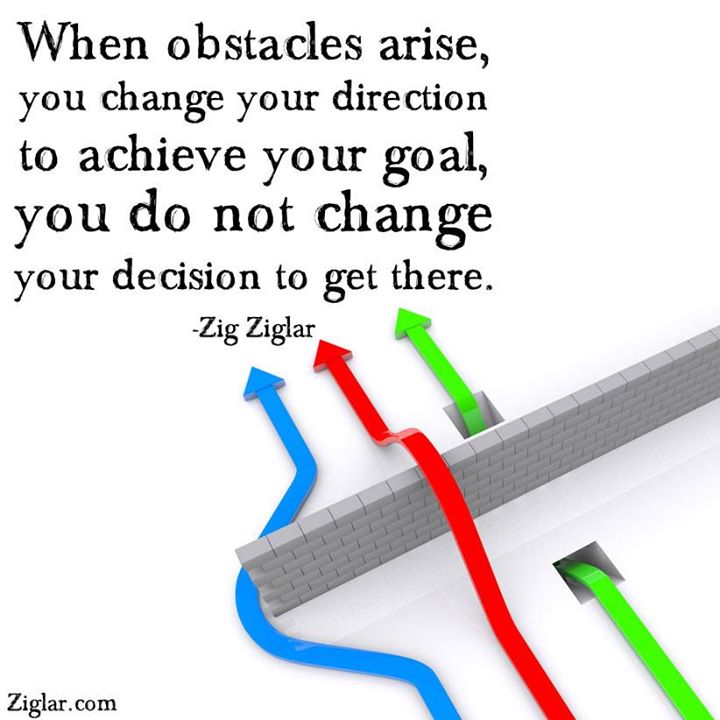 When obstacles arise,
you change your direction
to achieve your goal,
you do not change
your decision to get there.
-Zig Ziglar
Ziglar.com